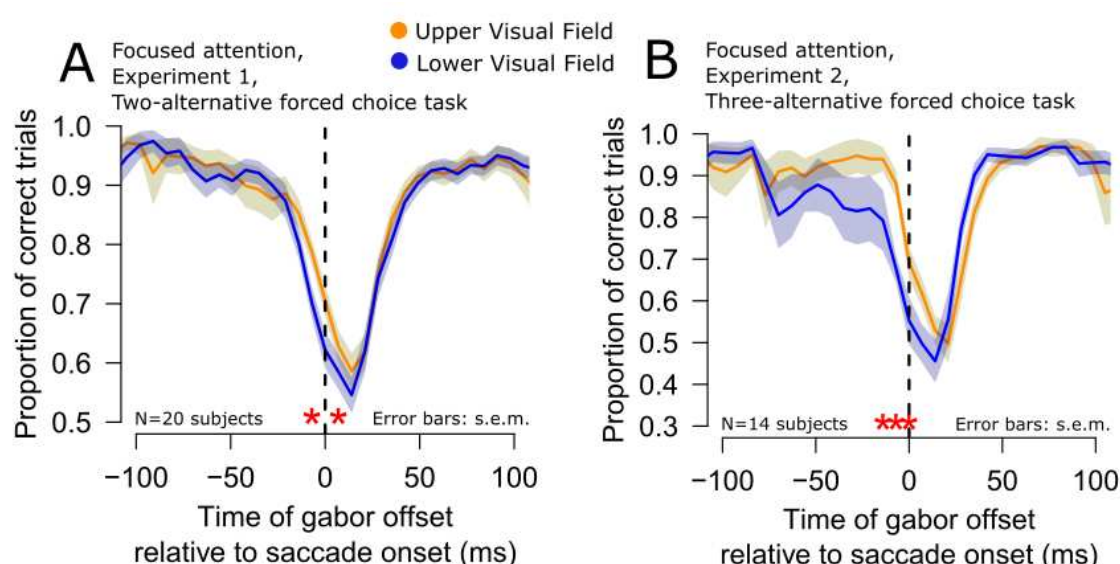 Upper Visual Field
Lower Visual Field
A
Focused attention,
Experiment 1,
Two-alternative forced choice task
Proportion of correct trials
1.0
0.9
0.8
0.7
0.6
0.5
N=20 subjects
* *
Error bars: s.e.m.
−100 −50 0 50 100
Time of gabor offset
relative to saccade onset (ms)
B
Focused attention,
Experiment 2,
Three-alternative forced choice task
Proportion of correct trials
1.0
0.9
0.8
0.7
0.6
0.5
0.4
0.3
N=14 subjects
***
Error bars: s.e.m.
−100 −50 0 50 100
Time of gabor offset
relative to saccade onset (ms)